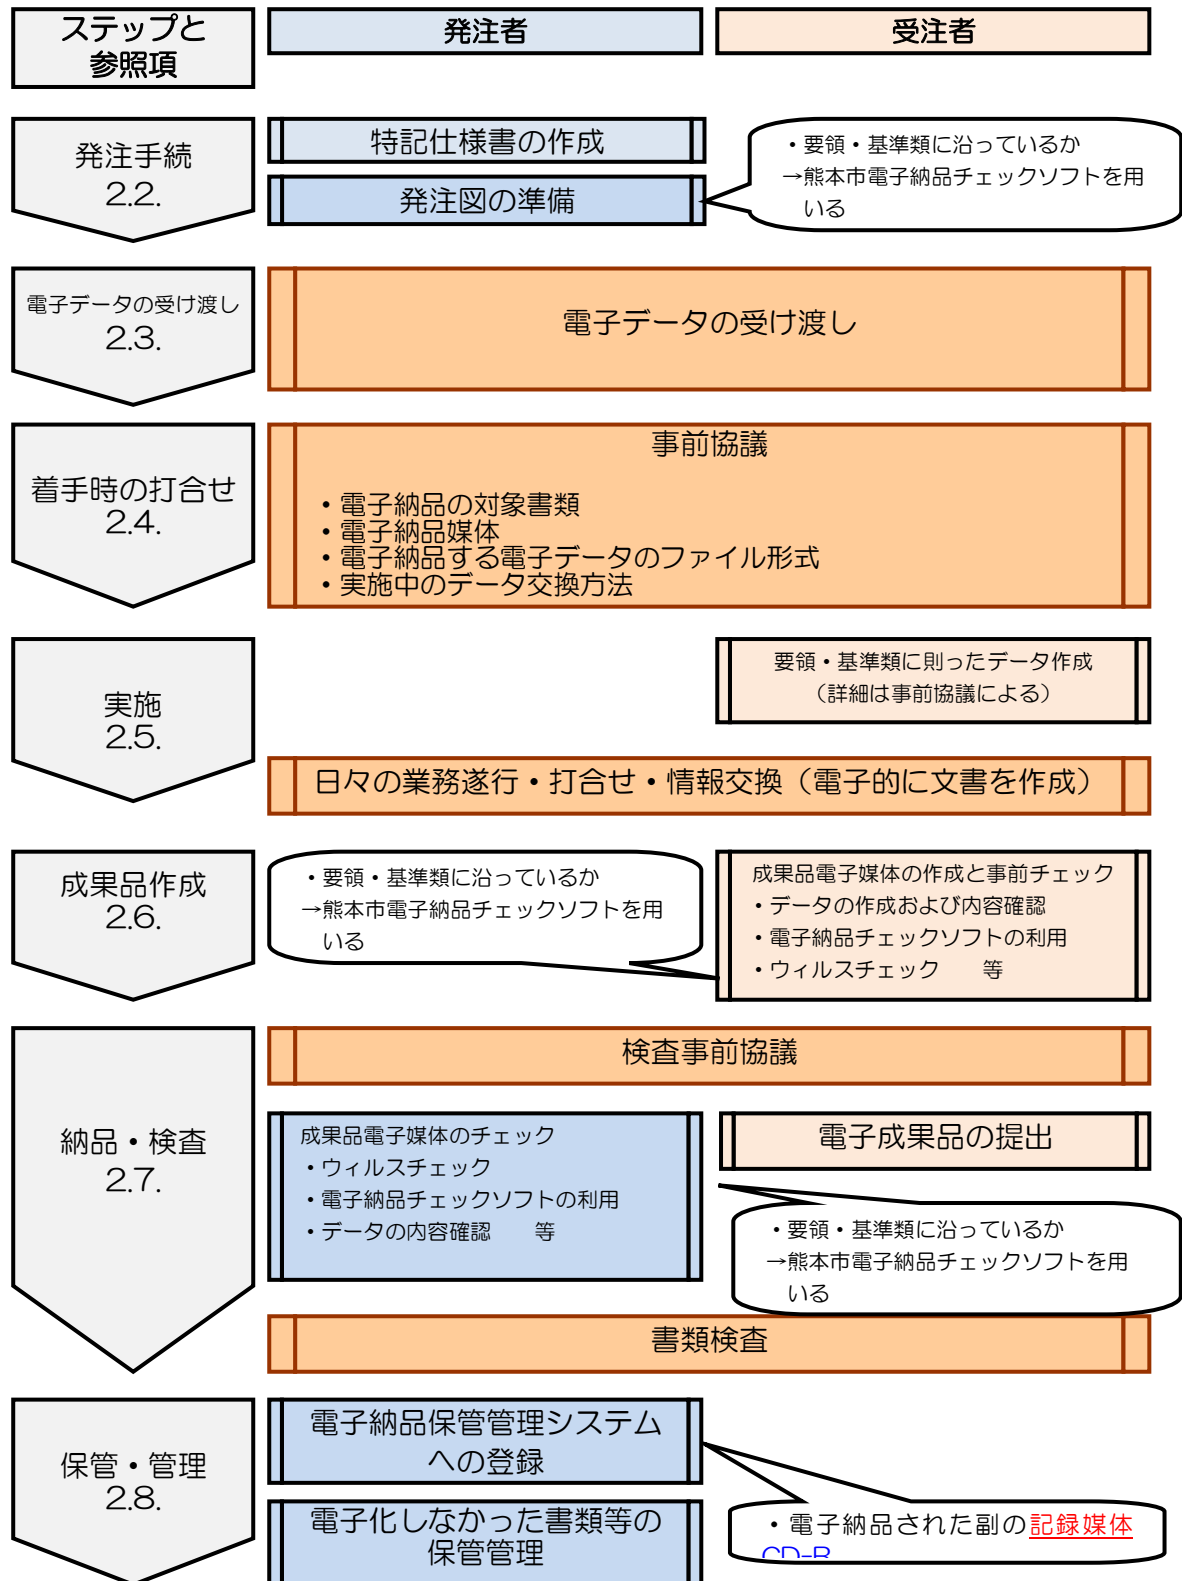 ステップと
参照項
発注者
受注者
発注手続
2.2.
特記仕様書の作成
発注図の準備
・要領・基準類に沿っているか
→熊本市電子納品チェックソフトを用
いる
電子データの受け渡し
2.3.
電子データの受け渡し
着手時の打合せ
2.4.
事前協議
・電子納品の対象書類
・電子納品媒体
・電子納品する電子データのファイル形式
・実施中のデータ交換方法
実施
2.5.
要領・基準類に則ったデータ作成
（詳細は事前協議による）
日々の業務遂行・打合せ・情報交換（電子的に文書を作成）
成果品作成
2.6.
・要領・基準類に沿っているか
→熊本市電子納品チェックソフトを用
いる
成果品電子媒体の作成と事前チェック
・データの作成および内容確認
・電子納品チェックソフトの利用
・ウィルスチェック　　等
納品・検査
2.7.
検査事前協議
成果品電子媒体のチェック
・ウィルスチェック
・電子納品チェックソフトの利用
・データの内容確認　　等
電子成果品の提出
・要領・基準類に沿っているか
→熊本市電子納品チェックソフトを用
いる
書類検査
保管・管理
2.8.
電子納品保管管理システム
への登録
電子化しなかった書類等の
保管管理
・電子納品された副の記録媒体
CD-R